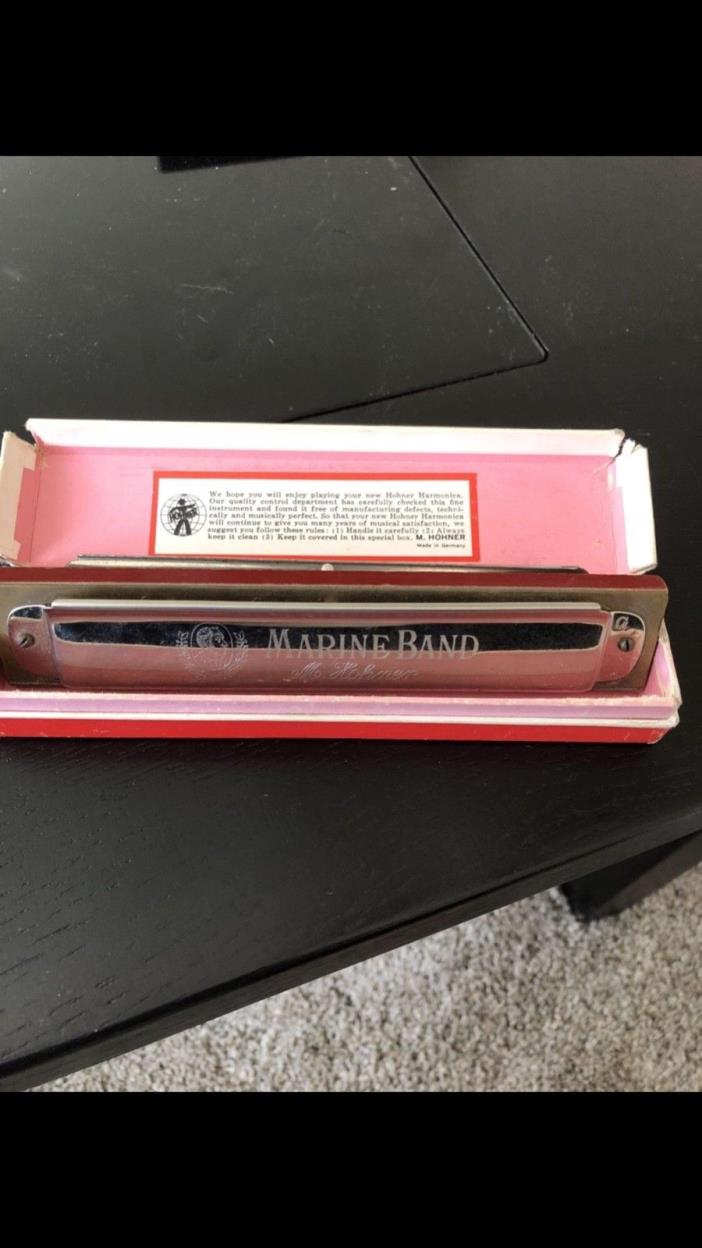 We hope you will enjoy playing your new Hohner Harmonica.
Our quality control department has carefully checked this fine
instrument and found it free of manufacturing defects, techni-
cally and musically perfect. So that your new Hohner Harmonica
will continue to give you many years of musical satisfaction, we
suggest you follow these rules: (1) Handle it carefully (2) Always
keep it clean (3) Keep it covered in this special box. M. HOHNER
Made in Germany
MARINE BAND
M. Hohner
G